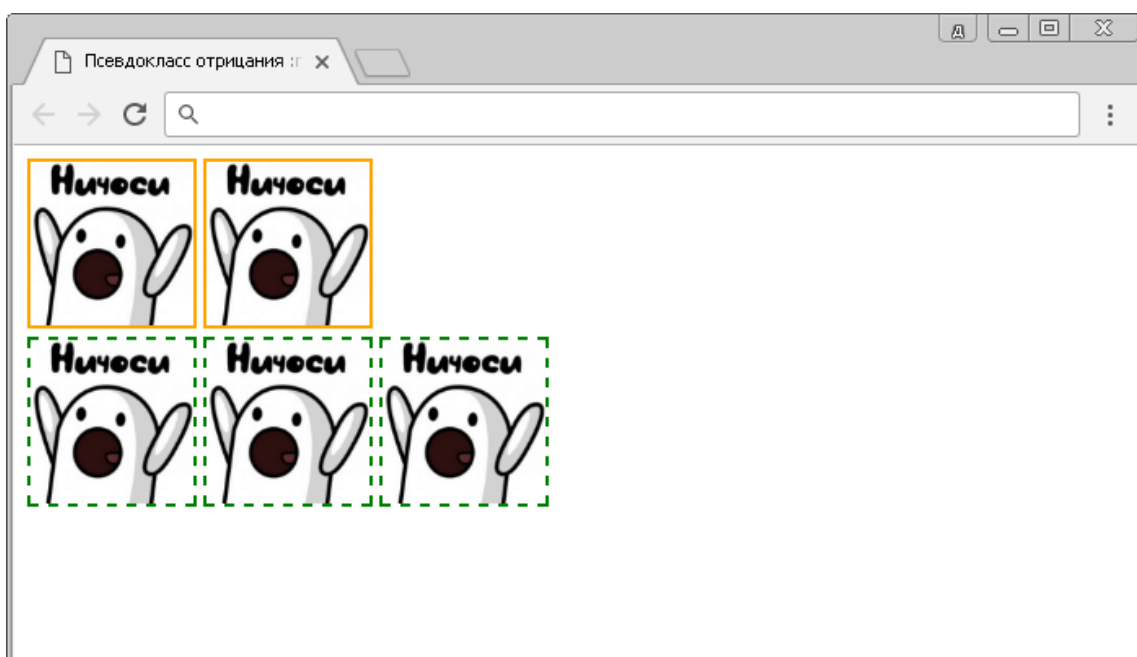 Д
Псевдокласс отрицания :
Ничоси Ничоси
Ничоси Ничоси Ничоси